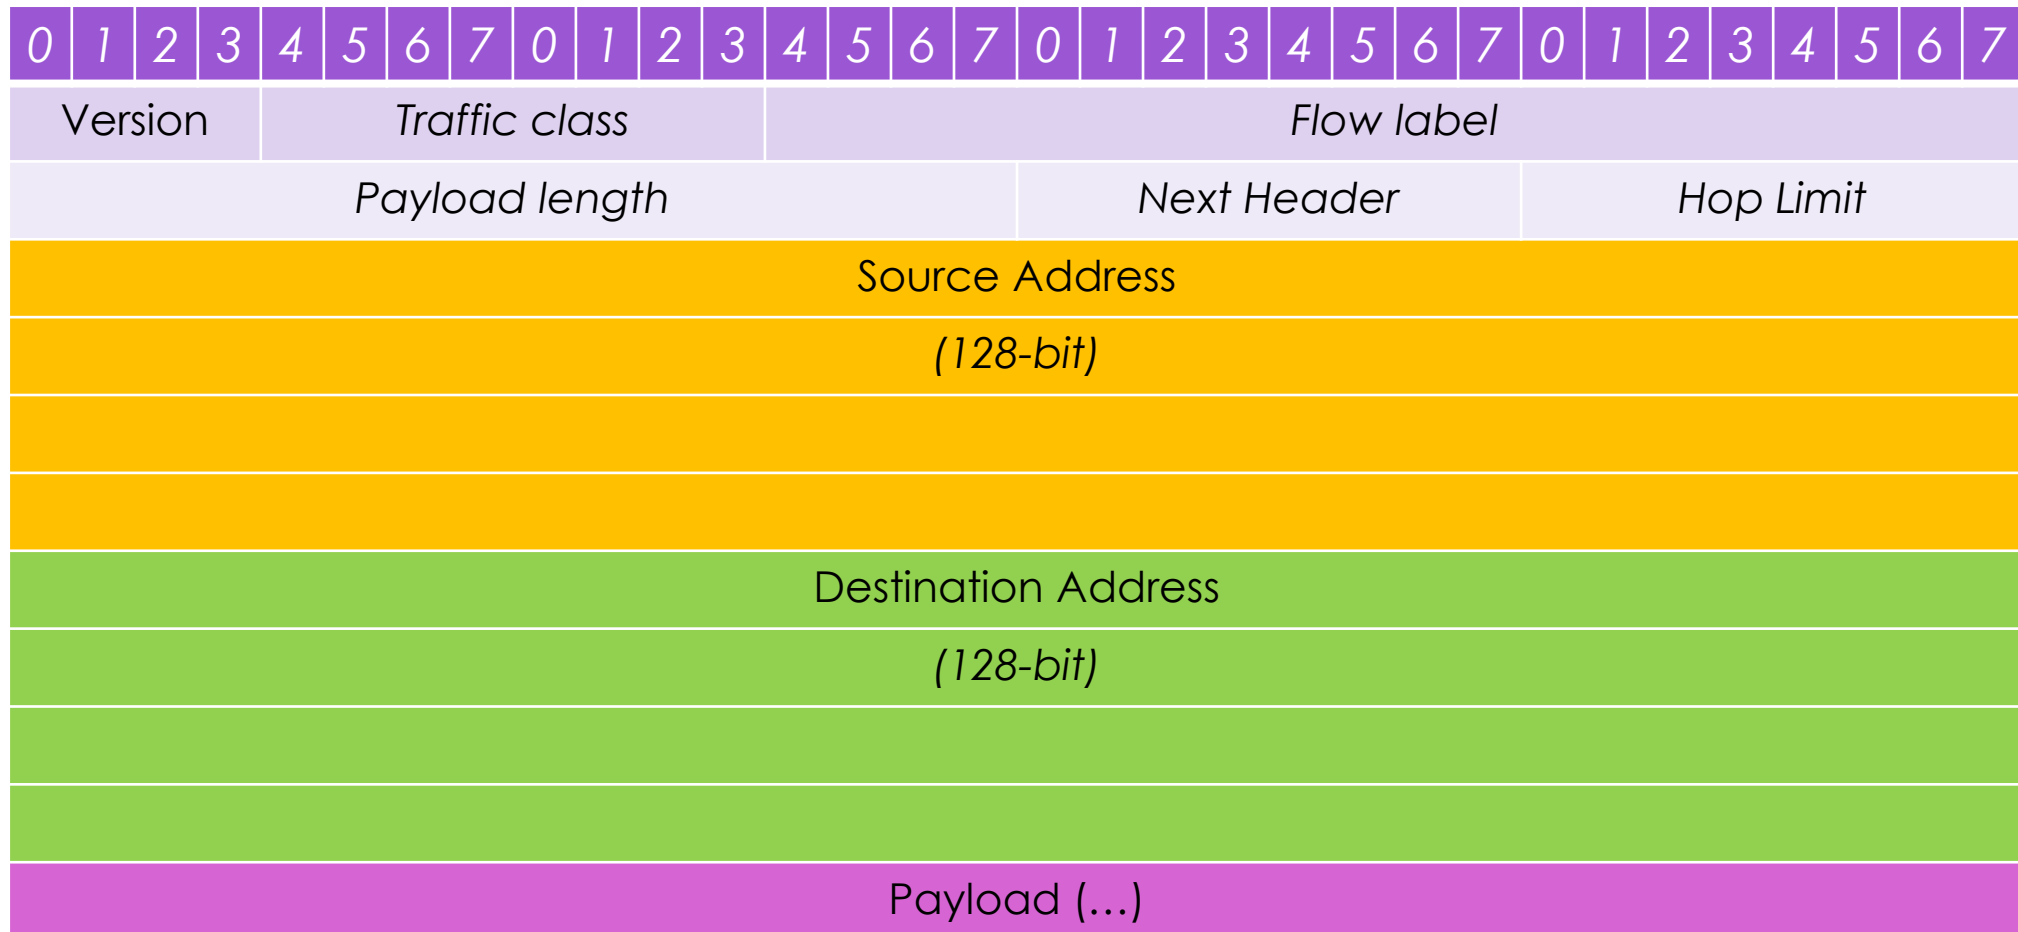 0 1 2 3 4 5 6 7 0 1 2 3 4 5 6 7 0 1 2 3 4 5 6 7 0 1 2 3 4 5 6 7
Version Traffic class Flow label
Payload length Next Header Hop Limit
Source Address
(128-bit)
Destination Address
(128-bit)
Payload (...)